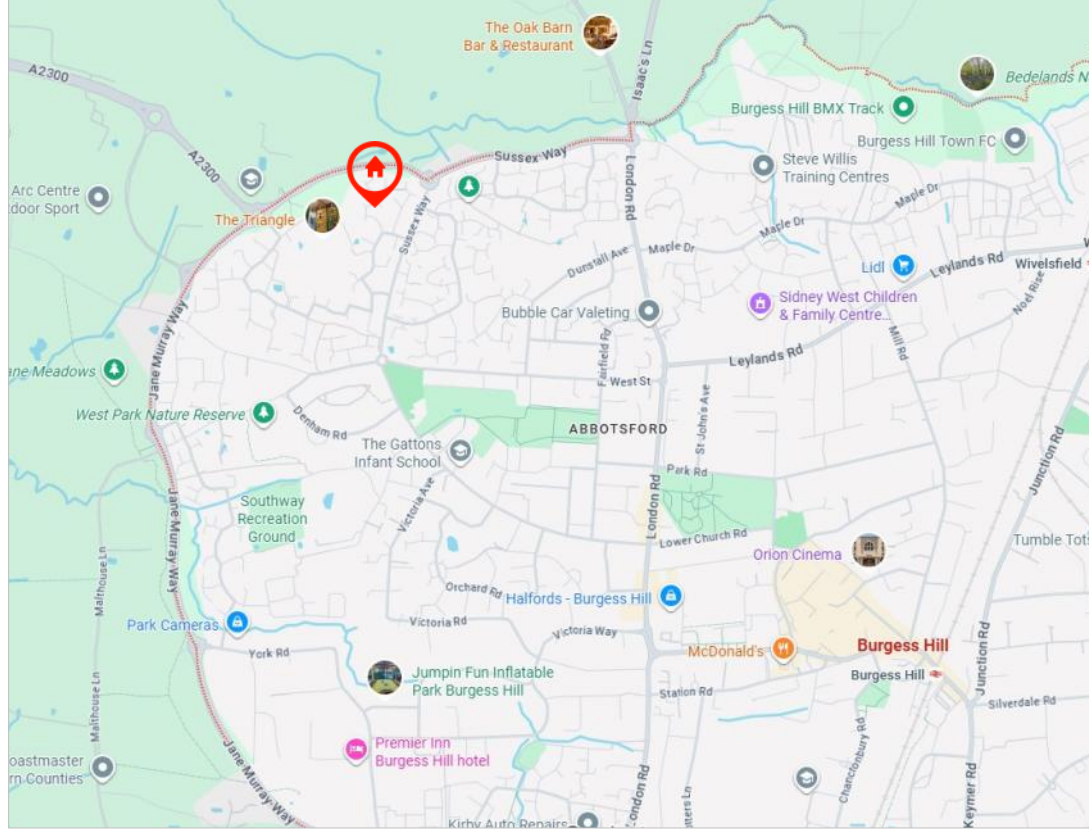 The Oak Barn
Bar & Restaurant
A2300
Isaac's Ln
Bedelands N
Burgess Hill BMX Track
Burgess Hill Town FC
Sussex Way
London Rd
Steve Willis
Training Centres
A2300
Arc Centre
tdoor Sport
The Triangle
Sussex Way
Maple Dr
Maple Dr
Maple Dr
Dunstall Ave
Lidl
Leylands Rd
Wivelsfield
Noel Rise
Sidney West Children
& Family Centre...
Bubble Car Valeting
Jane Murray Way
Fairfield Rd
Mill Rd
Leylands Rd
ane Meadows
West St
St John's Ave
West Park Nature Reserve
Denham Rd
ABBOTSFORD
The Gattons
Infant School
Park Rd
Junction Rd
Victoria Ave
London Rd
Southway
Recreation
Ground
Jane Murray Way
Lower Church Rd
Orion Cinema
Tumble Tots
Malthouse Ln
Orchard Rd
Halfords - Burgess Hill
Park Cameras
Victoria Rd
Victoria Way
York Rd
McDonald's
Burgess Hill
Burgess Hill
Junction Rd
Jumpin Fun Inflatable
Park Burgess Hill
Station Rd
Silverdale Rd
Malthouse Ln
Premier Inn
Burgess Hill hotel
Chanctonbury Rd
oastmaster
rn Counties
Jane Murray Way
London Rd
tters Ln
Keymer Rd
Kirby Auto Repairs